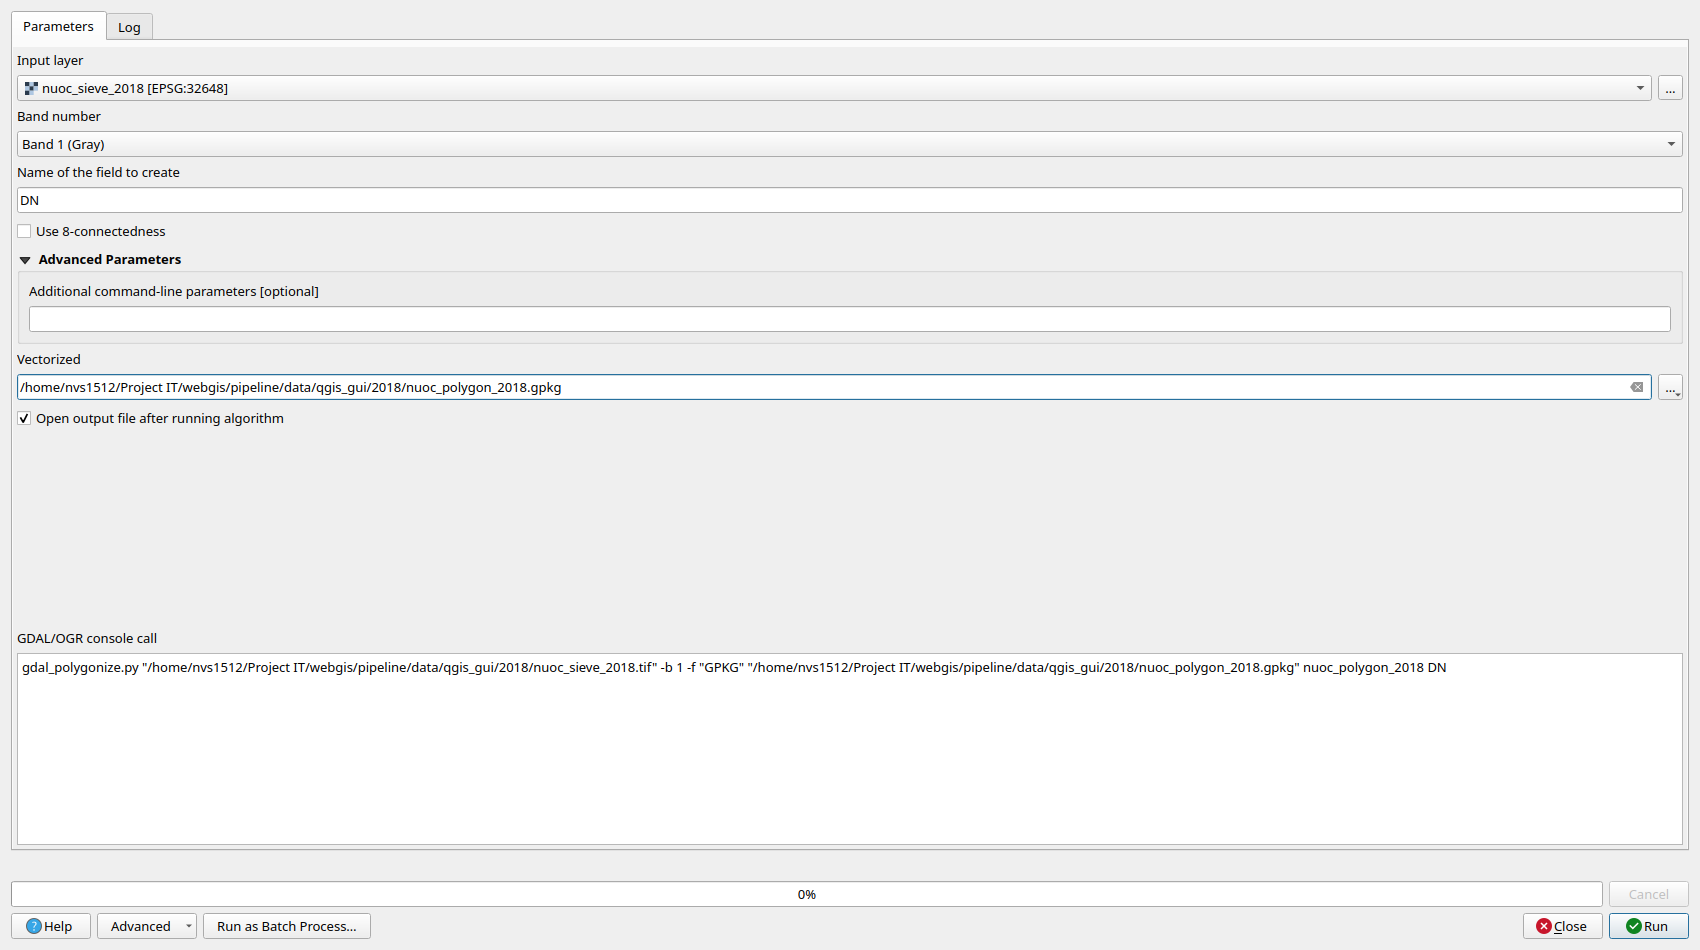 Parameters
Log
Input layer
nuoc_sieve_2018 [EPSG:32648]
...
Band number
Band 1 (Gray)
Name of the field to create
DN
Use 8-connectedness
Advanced Parameters
Additional command-line parameters [optional]
Vectorized
/home/nvs1512/Project IT/webgis/pipeline/data/qgis_gui/2018/nuoc_polygon_2018.gpkg
...
Open output file after running algorithm
GDAL/OGR console call
gdal_polygonize.py "/home/nvs1512/Project IT/webgis/pipeline/data/qgis_gui/2018/nuoc_sieve_2018.tif" -b 1 -f "GPKG" "/home/nvs1512/Project IT/webgis/pipeline/data/qgis_gui/2018/nuoc_polygon_2018.gpkg" nuoc_polygon_2018 DN
0%
Cancel
Help
Advanced
Run as Batch Process...
Close
Run